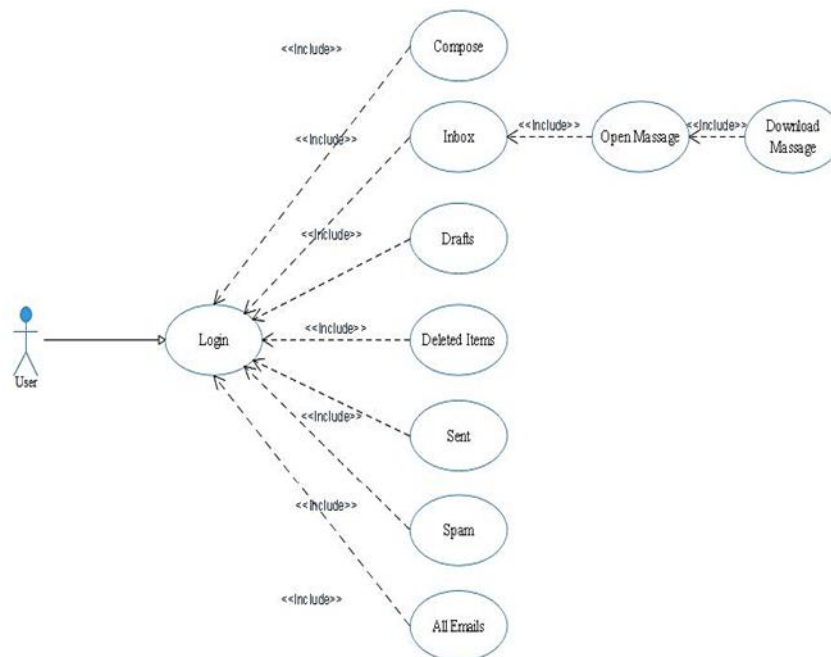 <<Include>>
Compose
<<Include>>
Inbox
<<Include>>
Open Massage
<<Include>>
Download
Massage
<<Include>>
Drafts
User
Login
<<Include>>
Deleted Items
<<Include>>
Sent
<<Include>>
Spam
<<Include>>
All Emails